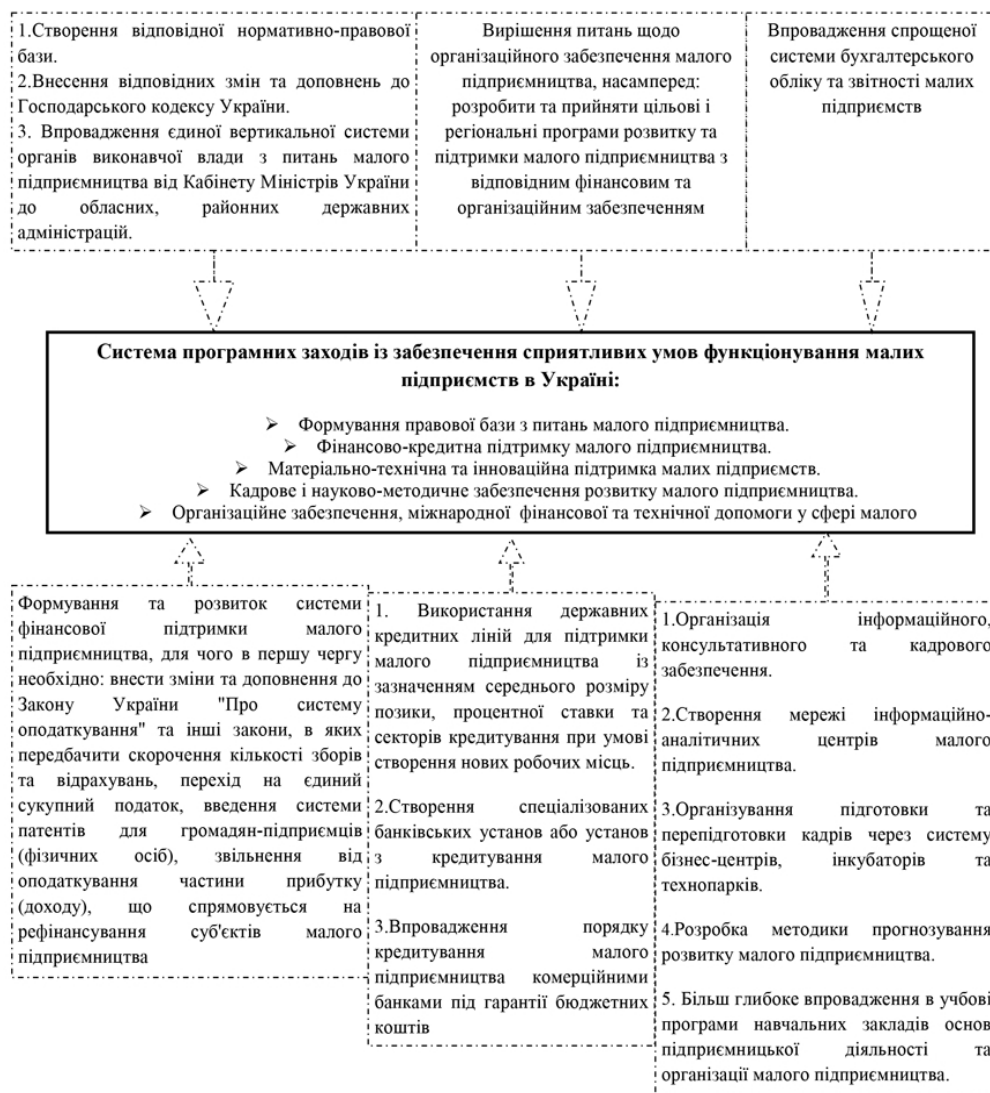 1.Створення відповідної нормативно-правової
бази.
2.Внесення відповідних змін та доповнень до
Господарського кодексу України.
3. Впровадження єдиної вертикальної системи
органів виконавчої влади з питань малого
підприємництва від Кабінету Міністрів України
до обласних, районних державних
адміністрацій.
Вирішення питань щодо
організаційного забезпечення малого
підприємництва, насамперед:
розробити та прийняти цільові і
регіональні програми розвитку та
підтримки малого підприємництва з
відповідним фінансовим та
організаційним забезпеченням
Впровадження спрощеної
системи бухгалтерського
обліку та звітності малих
підприємств
Система програмних заходів із забезпечення сприятливих умов функціонування малих
підприємств в Україні:
➢ Формування правової бази з питань малого підприємництва.
➢ Фінансово-кредитна підтримку малого підприємництва.
➢ Матеріально-технічна та інноваційна підтримка малих підприємств.
➢ Кадрове і науково-методичне забезпечення розвитку малого підприємництва.
➢ Організаційне забезпечення, міжнародної фінансової та технічної допомоги у сфері малого
Формування та розвиток системи
фінансової підтримки малого
підприємництва, для чого в першу чергу
необхідно: внести зміни та доповнення до
Закону України "Про систему
оподаткування" та інші закони, в яких
передбачити скорочення кількості зборів
та відрахувань, перехід на єдиний
сукупний податок, введення системи
патентів для громадян-підприємців
(фізичних осіб), звільнення від
оподаткування частини прибутку
(доходу), що спрямовується на
рефінансування суб'єктів малого
підприємництва
1. Використання державних
кредитних ліній для підтримки
малого підприємництва із
зазначенням середнього розміру
позики, процентної ставки та
секторів кредитування при умові
створення нових робочих місць.
2.Створення спеціалізованих
банківських установ або установ
з кредитування малого
підприємництва.
3.Впровадження порядку
кредитування малого
підприємництва комерційними
банками під гарантії бюджетних
коштів
1.Організація інформаційного,
консультативного та кадрового
забезпечення.
2.Створення мережі інформаційно-
аналітичних центрів малого
підприємництва.
3.Організування підготовки та
перепідготовки кадрів через систему
бізнес-центрів, інкубаторів та
технопарків.
4.Розробка методики прогнозування
розвитку малого підприємництва.
5. Більш глибоке впровадження в учбові
програми навчальних закладів основ
підприємницької діяльності та
організації малого підприємництва.